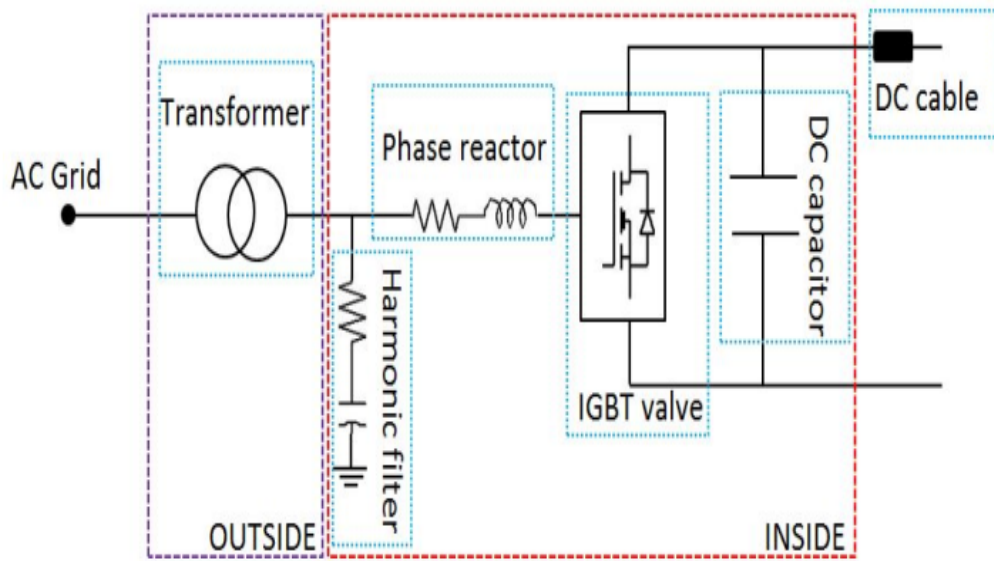 AC Grid
Transformer
Phase reactor
Harmonic filter
IGBT valve
DC capacitor
DC cable
OUTSIDE
INSIDE